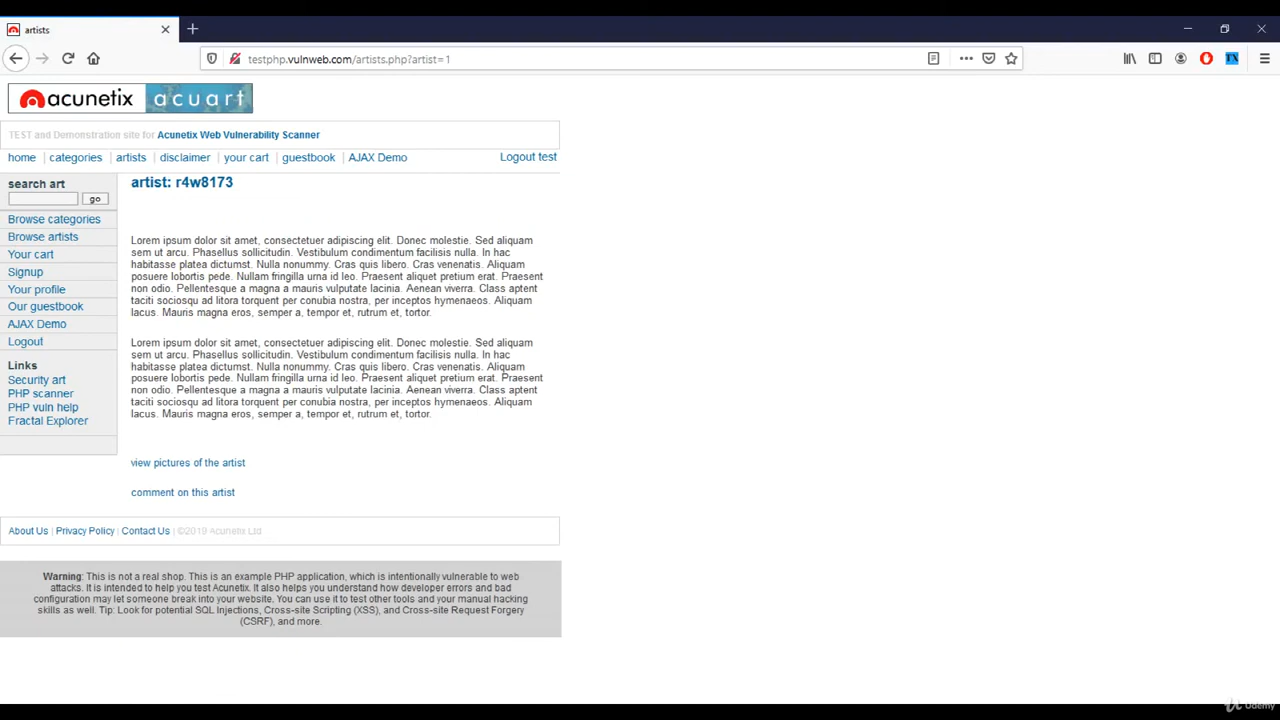 artists
testphp.vulnweb.com/artists.php?artist=1
TX
acunetix acuart
TEST and Demonstration site for Acunetix Web Vulnerability Scanner
home | categories | artists | disclaimer | your cart | guestbook | AJAX Demo
Logout test
search art
go
Browse categories
Browse artists
Your cart
Signup
Your profile
Our guestbook
AJAX Demo
Logout
Links
Security art
PHP scanner
PHP vuln help
Fractal Explorer
artist: r4w8173
Lorem ipsum dolor sit amet, consectetuer adipiscing elit. Donec molestie. Sed aliquam
sem ut arcu. Phasellus sollicitudin. Vestibulum condimentum facilisis nulla. In hac
habitasse platea dictumst. Nulla nonummy. Cras quis libero. Cras venenatis. Aliquam
posuere lobortis pede. Nullam fringilla urna id leo. Praesent aliquet pretium erat. Praesent
non odio. Pellentesque a magna a mauris vulputate lacinia. Aenean viverra. Class aptent
taciti sociosqu ad litora torquent per conubia nostra, per inceptos hymenaeos. Aliquam
lacus. Mauris magna eros, semper a, tempor et, rutrum et, tortor.
Lorem ipsum dolor sit amet, consectetuer adipiscing elit. Donec molestie. Sed aliquam
sem ut arcu. Phasellus sollicitudin. Vestibulum condimentum facilisis nulla. In hac
habitasse platea dictumst. Nulla nonummy. Cras quis libero. Cras venenatis. Aliquam
posuere lobortis pede. Nullam fringilla urna id leo. Praesent aliquet pretium erat. Praesent
non odio. Pellentesque a magna a mauris vulputate lacinia. Aenean viverra. Class aptent
taciti sociosqu ad litora torquent per conubia nostra, per inceptos hymenaeos. Aliquam
lacus. Mauris magna eros, semper a, tempor et, rutrum et, tortor.
view pictures of the artist
comment on this artist
About Us | Privacy Policy | Contact Us | ©2019 Acunetix Ltd
Warning: This is not a real shop. This is an example PHP application, which is intentionally vulnerable to web
attacks. It is intended to help you test Acunetix. It also helps you understand how developer errors and bad
configuration may let someone break into your website. You can use it to test other tools and your manual hacking
skills as well. Tip: Look for potential SQL Injections, Cross-site Scripting (XSS), and Cross-site Request Forgery
(CSRF), and more.
Udemy